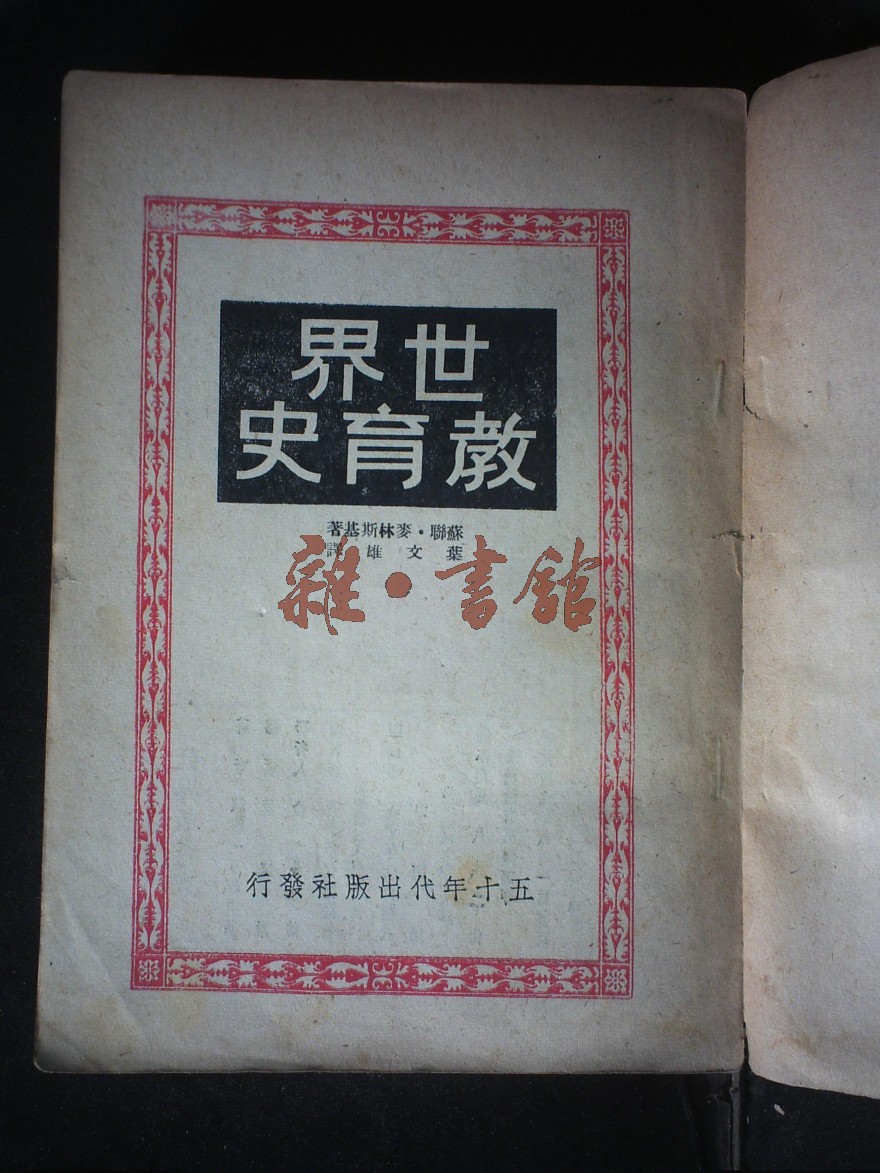 世界
教育史
蘇聯·麥林斯基著
葉文雄譯
雜·書館
五十年代出版社發行